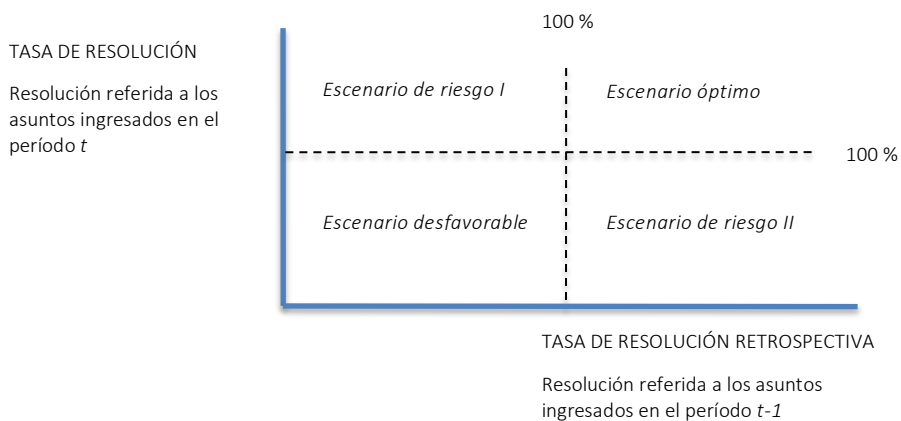 100 %
TASA DE RESOLUCIÓN
Resolución referida a los
asuntos ingresados en el
período t
Escenario de riesgo I
Escenario óptimo
100 %
Escenario desfavorable
Escenario de riesgo II
TASA DE RESOLUCIÓN RETROSPECTIVA
Resolución referida a los asuntos
ingresados en el período t-1